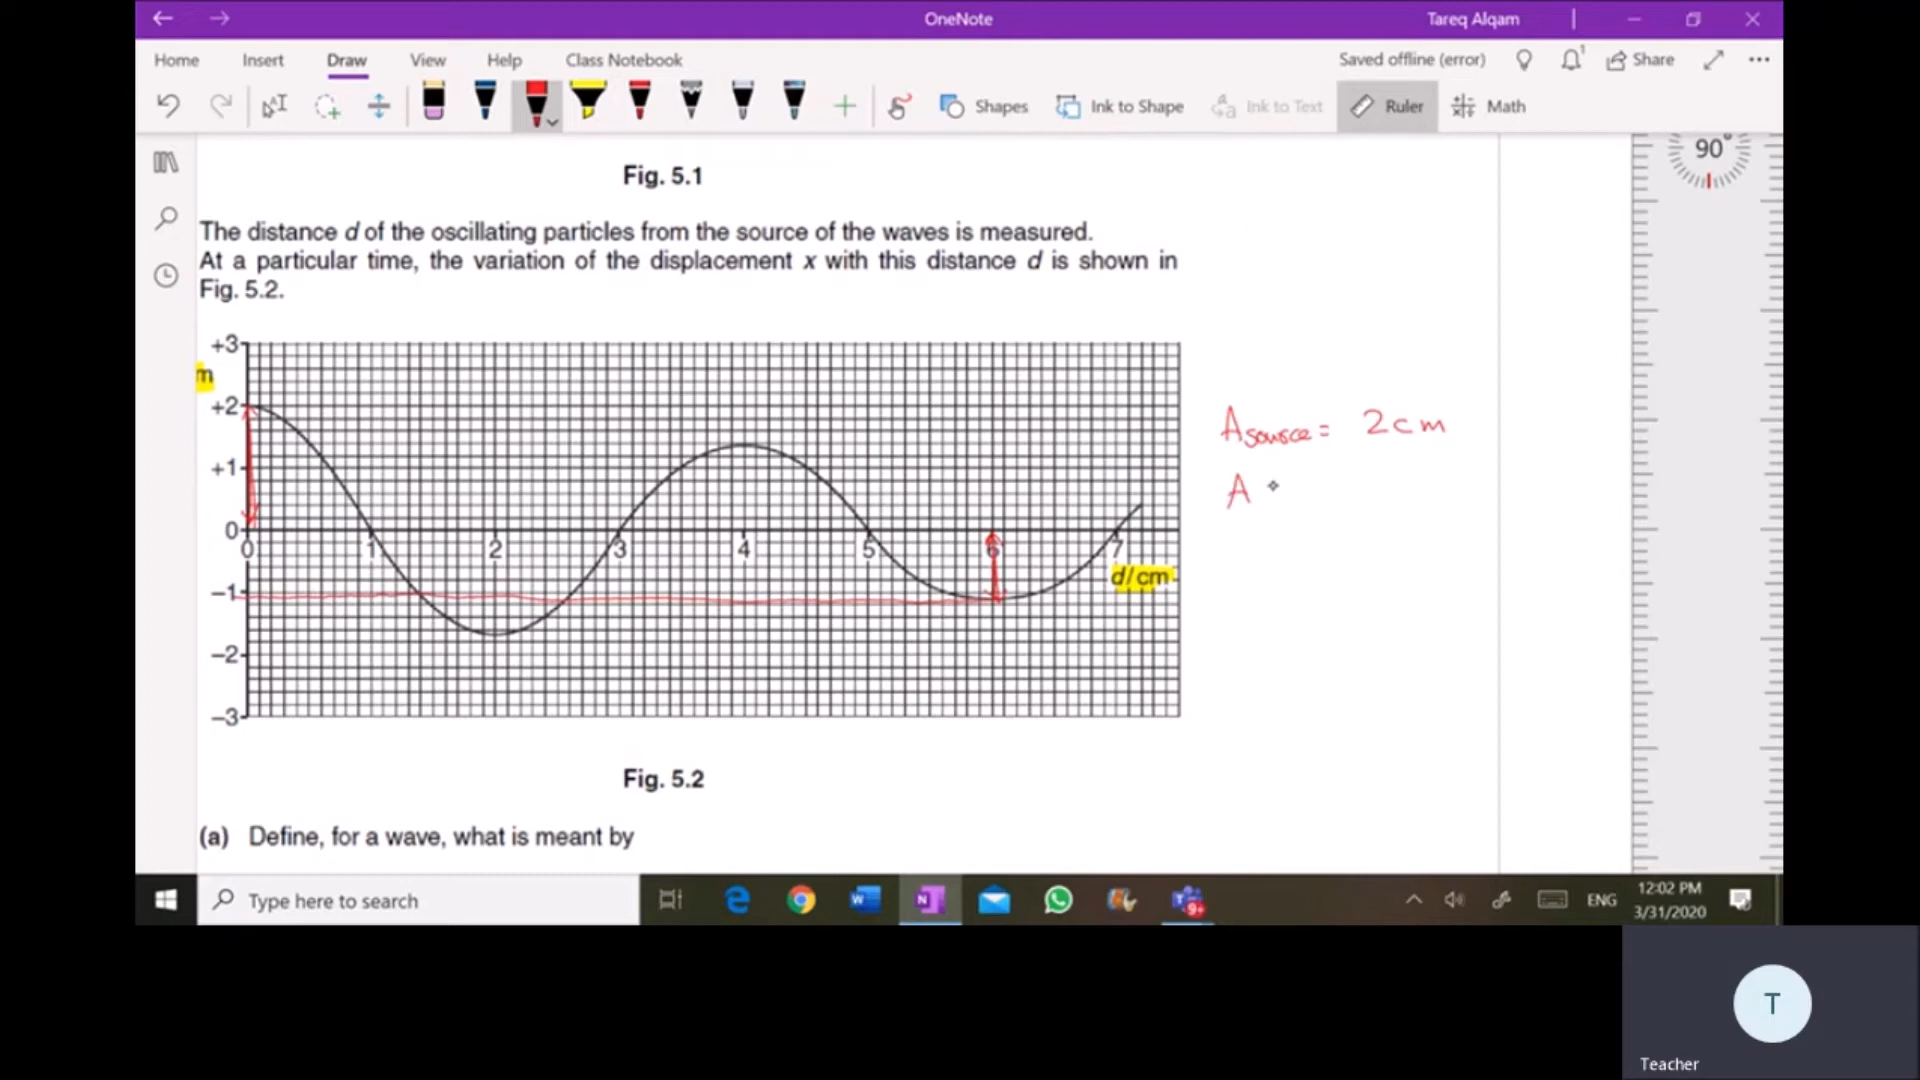 OneNote
Tareq Alqam
Home Insert Draw View Help Class Notebook
Saved offline (error) 1 Share
Shapes Ink to Shape Ink to Text Ruler Math
90°
Fig. 5.1
The distance d of the oscillating particles from the source of the waves is measured.
At a particular time, the variation of the displacement x with this distance d is shown in
Fig. 5.2.
+3
m
+2
+1
0
–1
–2
–3
0 1 2 3 4 5 6 7
d/cm
A source = 2 cm
A
Fig. 5.2
(a) Define, for a wave, what is meant by
Type here to search
9+
ENG
12:02 PM
3/31/2020
T
Teacher